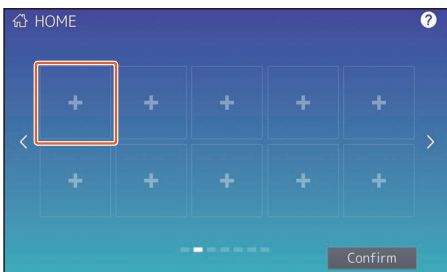 HOME
?
+ + + + +
+ + + + +
< >
Confirm